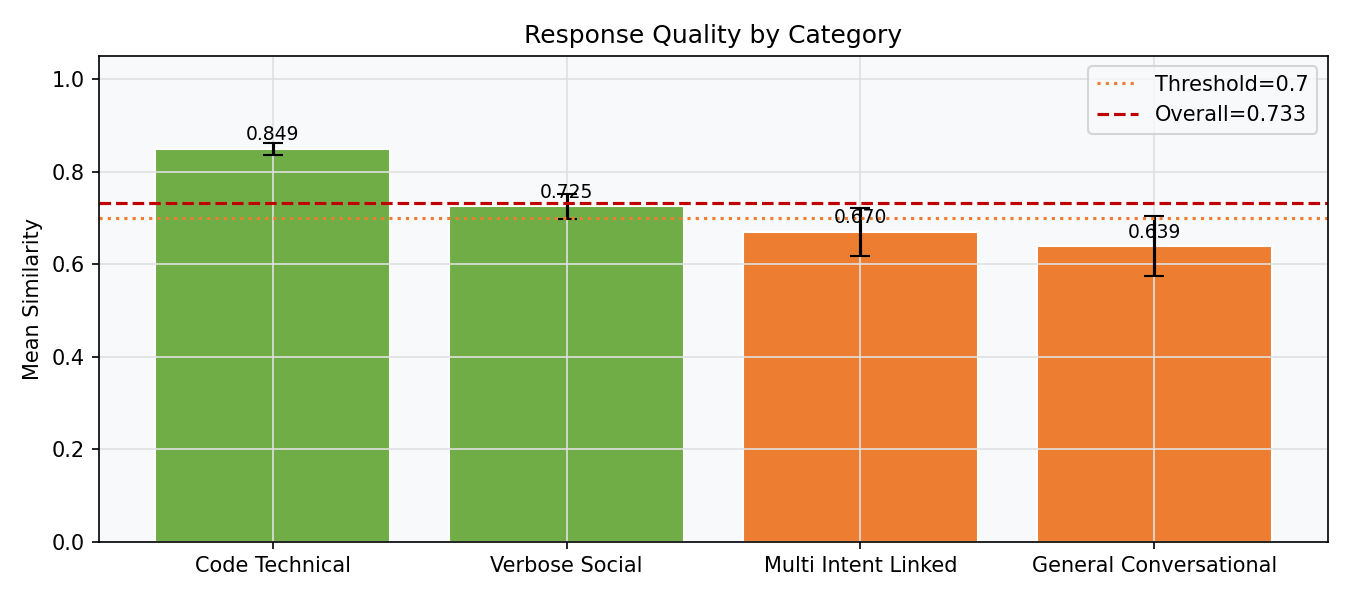 Response Quality by Category
Threshold=0.7
Overall=0.733
Mean Similarity
1.0
0.8
0.6
0.4
0.2
0.0
0.849
0.725
0.670
0.639
Code Technical
Verbose Social
Multi Intent Linked
General Conversational